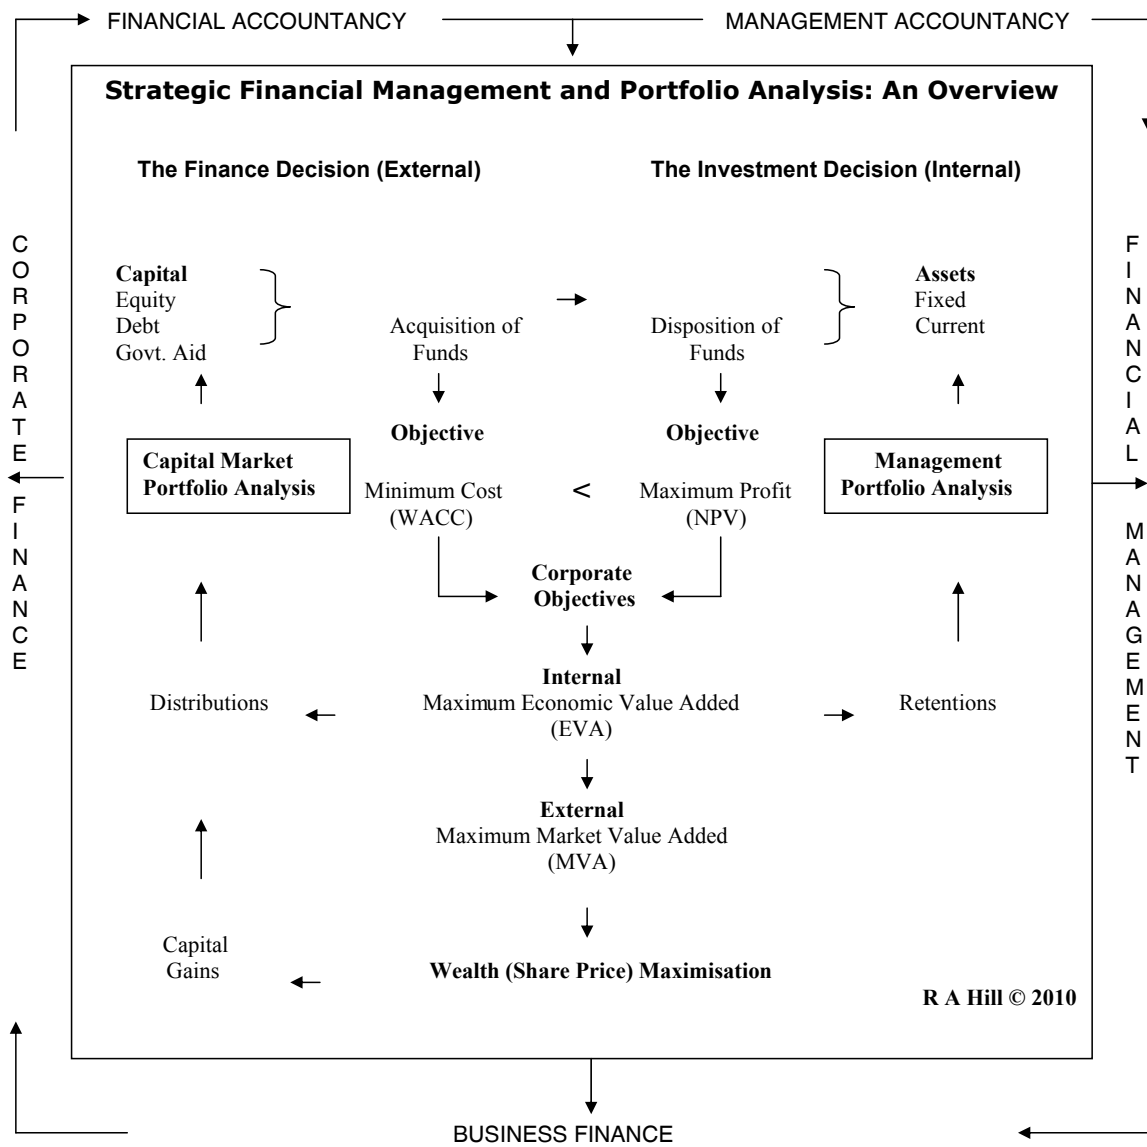 FINANCIAL ACCOUNTANCY
MANAGEMENT ACCOUNTANCY
Strategic Financial Management and Portfolio Analysis: An Overview
The Finance Decision (External)
The Investment Decision (Internal)
CORPORATE FINANCE
Capital
Equity
Debt
Govt. Aid
Acquisition of
Funds
Disposition of
Funds
Assets
Fixed
Current
FINANCIAL MANAGEMENT
Objective
Objective
Capital Market
Portfolio Analysis
Minimum Cost
(WACC)
<
Maximum Profit
(NPV)
Management
Portfolio Analysis
Corporate
Objectives
Distributions
Internal
Maximum Economic Value Added
(EVA)
Retentions
External
Maximum Market Value Added
(MVA)
Capital
Gains
Wealth (Share Price) Maximisation
R A Hill © 2010
BUSINESS FINANCE